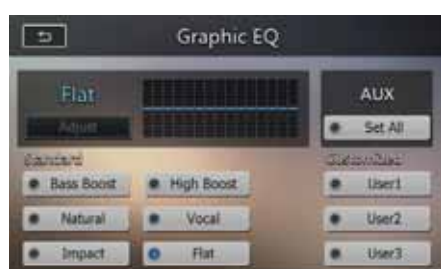 Graphic EQ
Flat
AUX
Adjust
Set All
Standard
Customized
Bass Boost
High Boost
User1
Natural
Vocal
User2
Impact
Flat
User3